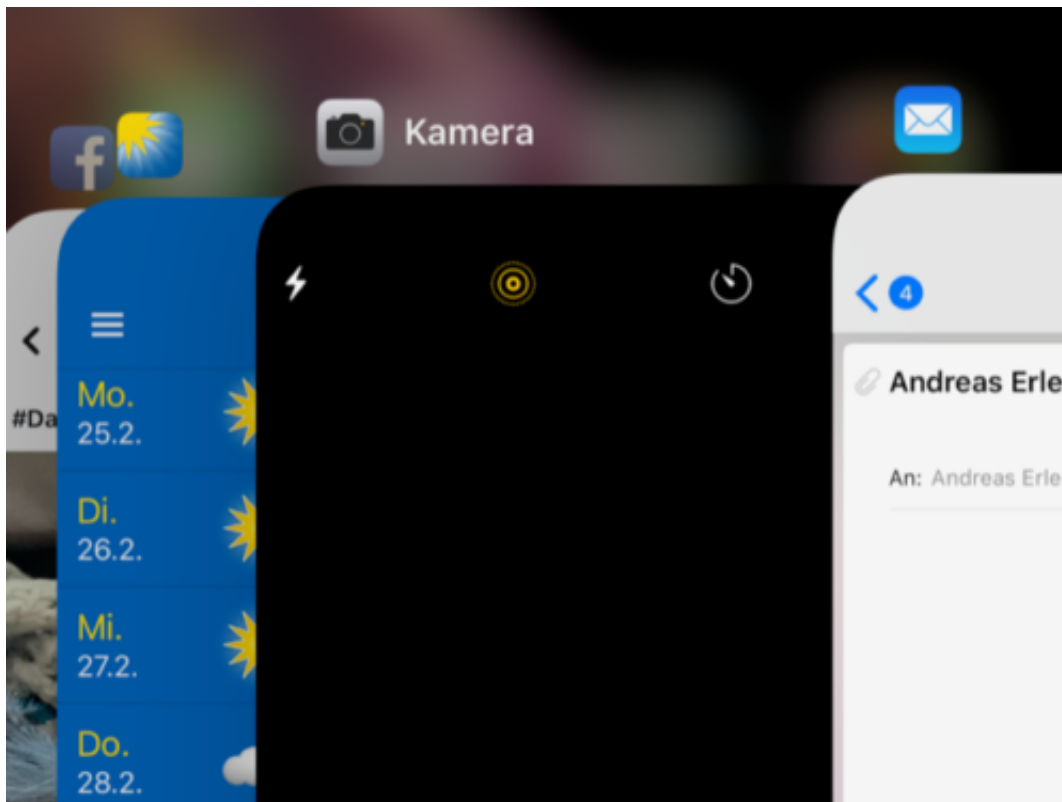 Kamera
4
#Da
Mo.
25.2.
Di.
26.2.
Mi.
27.2.
Do.
28.2.
Andreas Erle
An: Andreas Erle